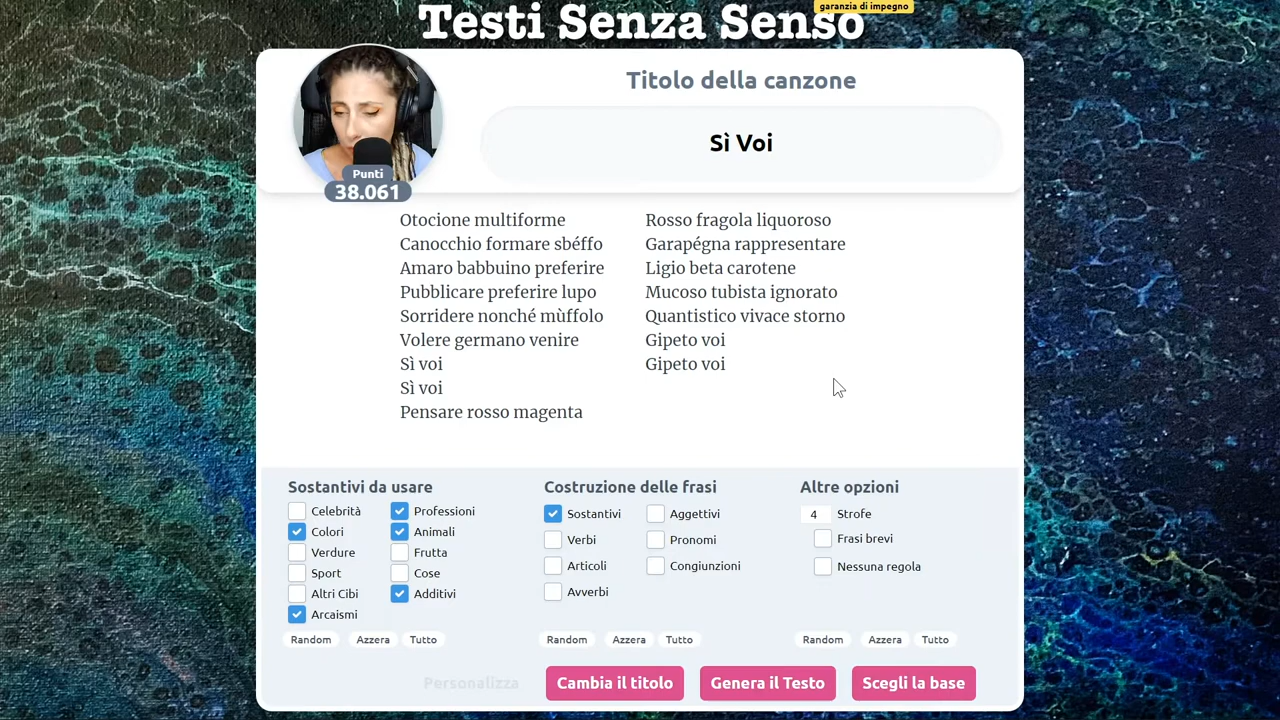 garanzia di impegno
Testi Senza Senso
Titolo della canzone
Sì Voi
Punti
38.061
Otocione multiforme
Canocchio formare sbéffo
Amaro babbuino preferire
Pubblicare preferire lupo
Sorridere nonché mùffolo
Volere germano venire
Sì voi
Sì voi
Pensare rosso magenta
Rosso fragola liquoroso
Garapégna rappresentare
Ligio beta carotene
Mucoso tubista ignorato
Quantistico vivace storno
Gipeto voi
Gipeto voi
Sostantivi da usare
Celebrità
Professioni
Colori
Animali
Verdure
Frutta
Sport
Cose
Altri Cibi
Additivi
Arcaismi
Random Azzera Tutto
Costruzione delle frasi
Sostantivi
Aggettivi
Verbi
Pronomi
Articoli
Congiunzioni
Avverbi
Random Azzera Tutto
Altre opzioni
4 Strofe
Frasi brevi
Nessuna regola
Random Azzera Tutto
Personalizza
Cambia il titolo
Genera il Testo
Scegli la base